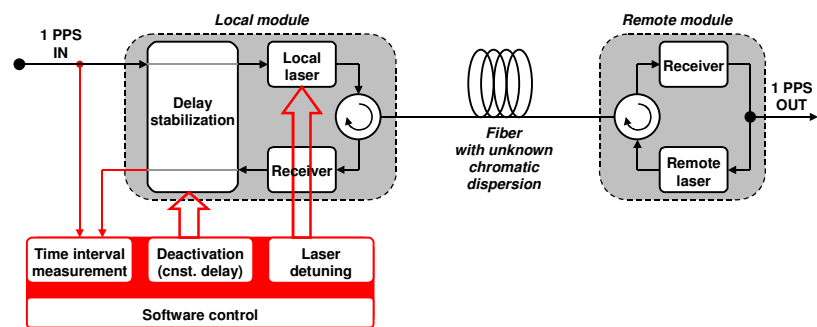 Local module
Remote module
1 PPS
IN
Delay
stabilization
Local
laser
Receiver
Fiber
with unknown
chromatic
dispersion
Receiver
Remote
laser
1 PPS
OUT
Time interval
measurement
Deactivation
(cnst. delay)
Laser
detuning
Software control